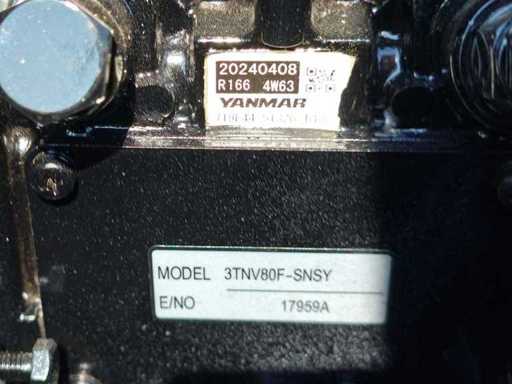 20240408
R166 4W63
YANMAR
MODEL 3TNV80F-SNSY
E/NO 17959A